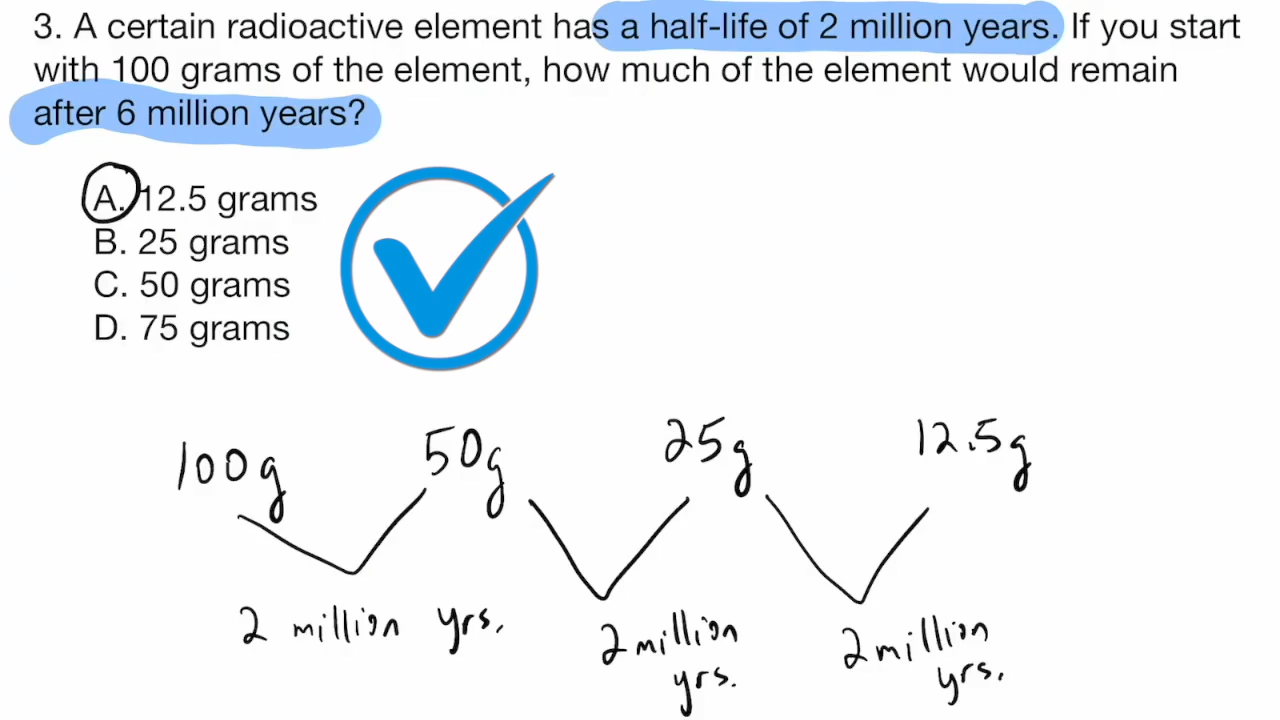 3. A certain radioactive element has a half-life of 2 million years. If you start
with 100 grams of the element, how much of the element would remain
after 6 million years?
A. 12.5 grams
B. 25 grams
C. 50 grams
D. 75 grams
100g 50g 25g 12.5g
2 million yrs. 2 million yrs. 2 million yrs.